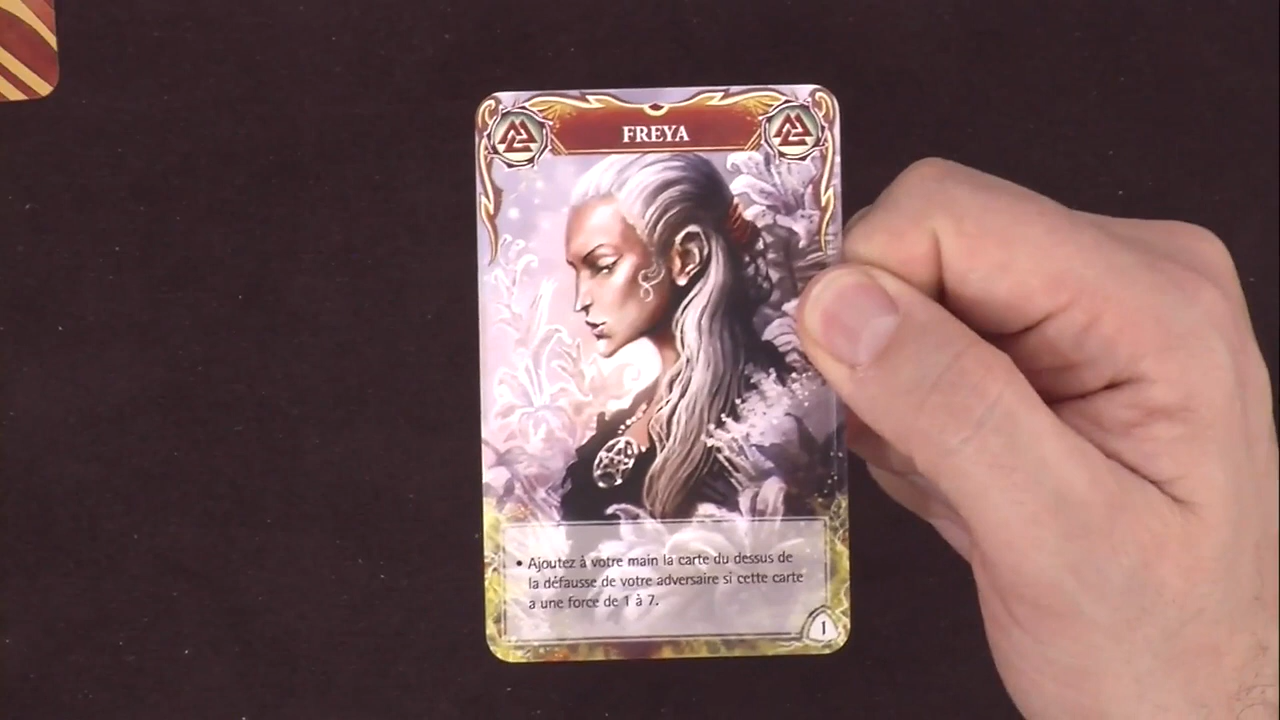 FREYA
• Ajoutez à votre main la carte du dessus de
la défausse de votre adversaire si cette carte
a une force de 1 à 7.
1